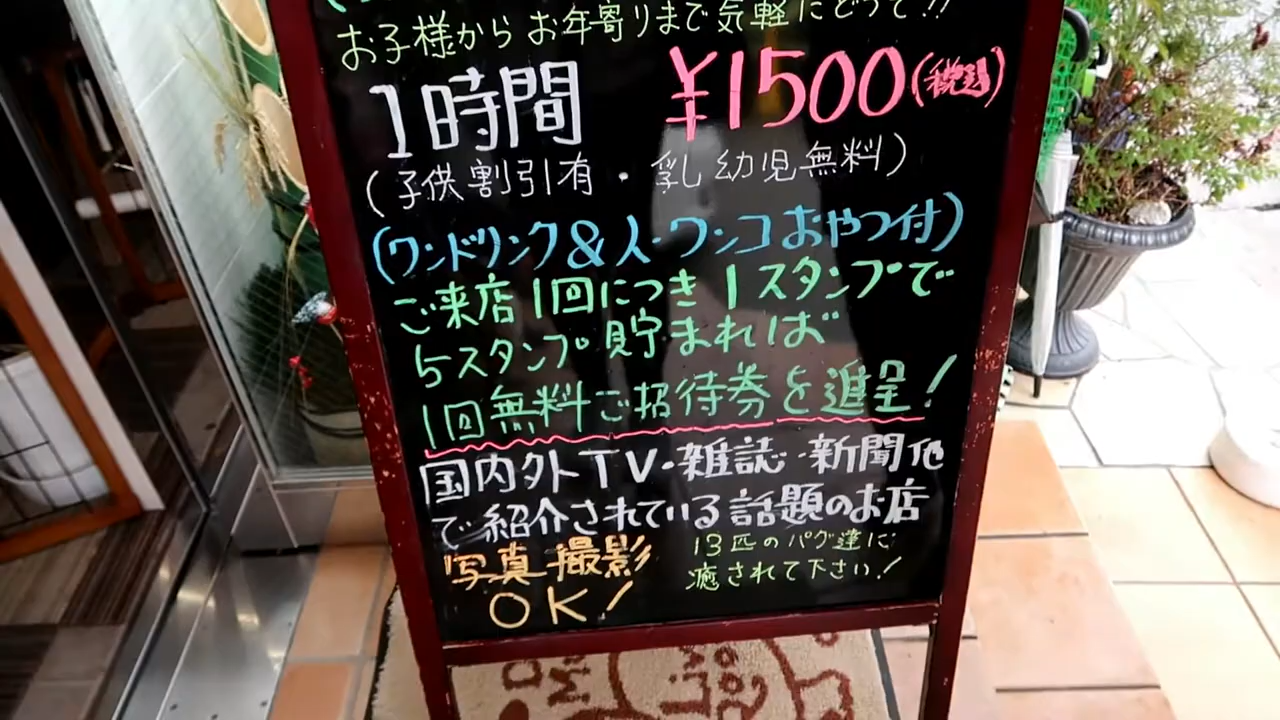 お子様からお年寄りまで気軽にどうぞ!!
1時間 ¥1500(税込)
(子供割引有・乳幼児無料)
(ワンドリンク&人・ワンコおやつ付)
ご来店1回につき1スタンプで
5スタンプ貯まれば
1回無料ご招待券を進呈!
国内外TV・雑誌・新聞他
で紹介されている話題のお店
写真撮影
OK!
13匹のパグ達に
癒されて下さい!